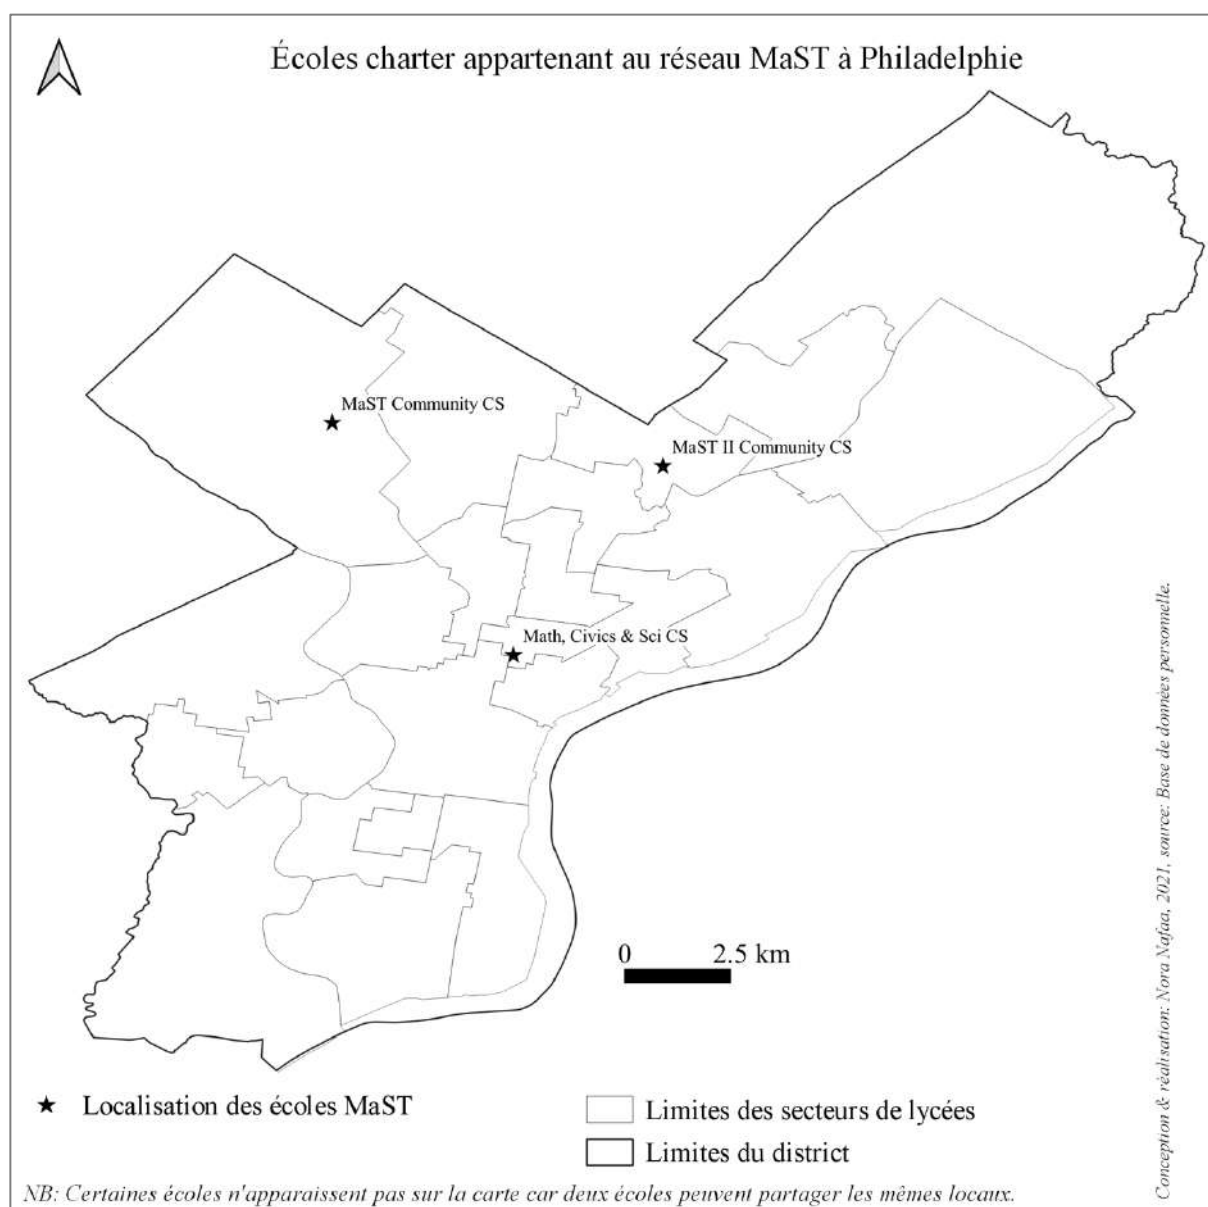 Écoles charter appartenant au réseau MaST à Philadelphie
MaST Community CS
MaST II Community CS
Math, Civics & Sci CS
0 2.5 km
Conception & réalisation: Nora Nafaa, 2021, source: Base de données personnelle.
Localisation des écoles MaST
Limites des secteurs de lycées
Limites du district
NB: Certaines écoles n'apparaissent pas sur la carte car deux écoles peuvent partager les mêmes locaux.